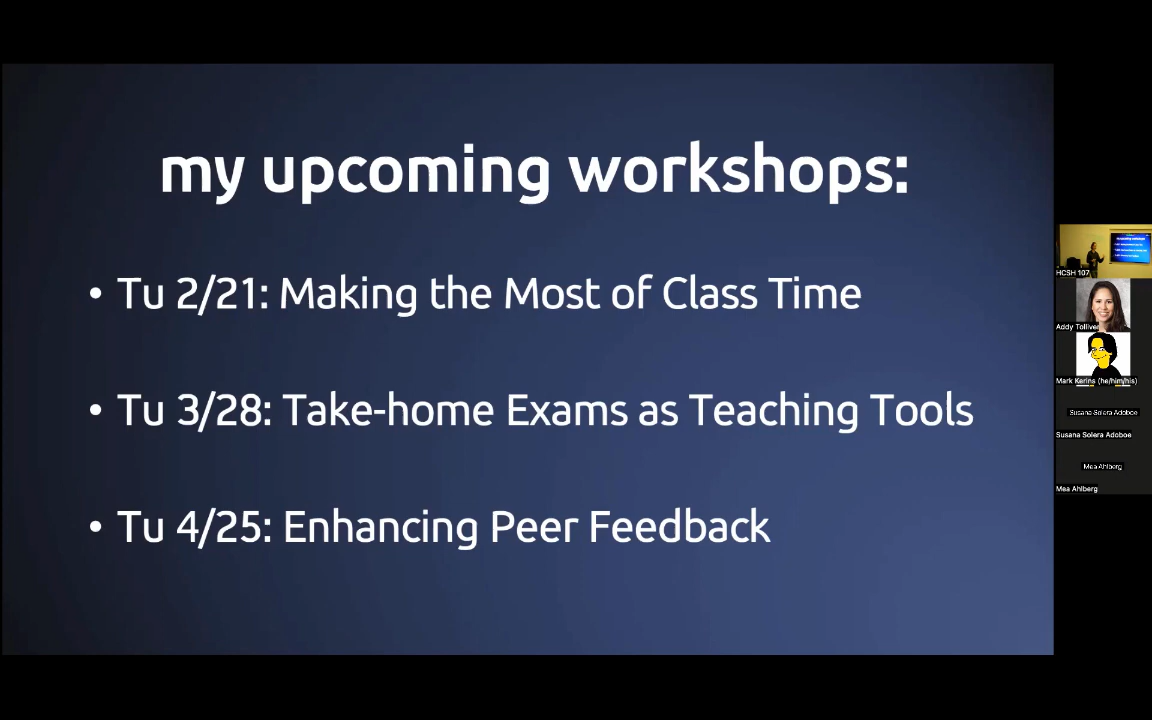 my upcoming workshops:
• Tu 2/21: Making the Most of Class Time
• Tu 3/28: Take-home Exams as Teaching Tools
• Tu 4/25: Enhancing Peer Feedback
HCSH 107
Addy Tolliver
Mark Kerins (he/him/his)
Susana Solera Adoboe
Susana Solera Adoboe
Mea Ahlberg
Mea Ahlberg